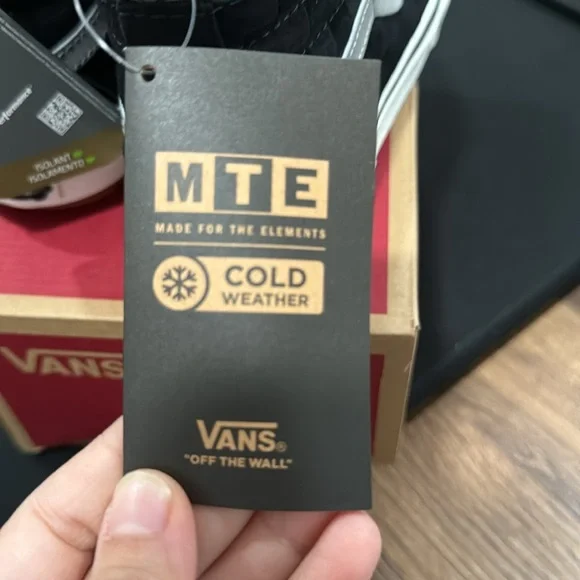 MTE
MADE FOR THE ELEMENTS
COLD
WEATHER
VANS®
"OFF THE WALL"
VANS
ISOLANT
ISOLAMENTO